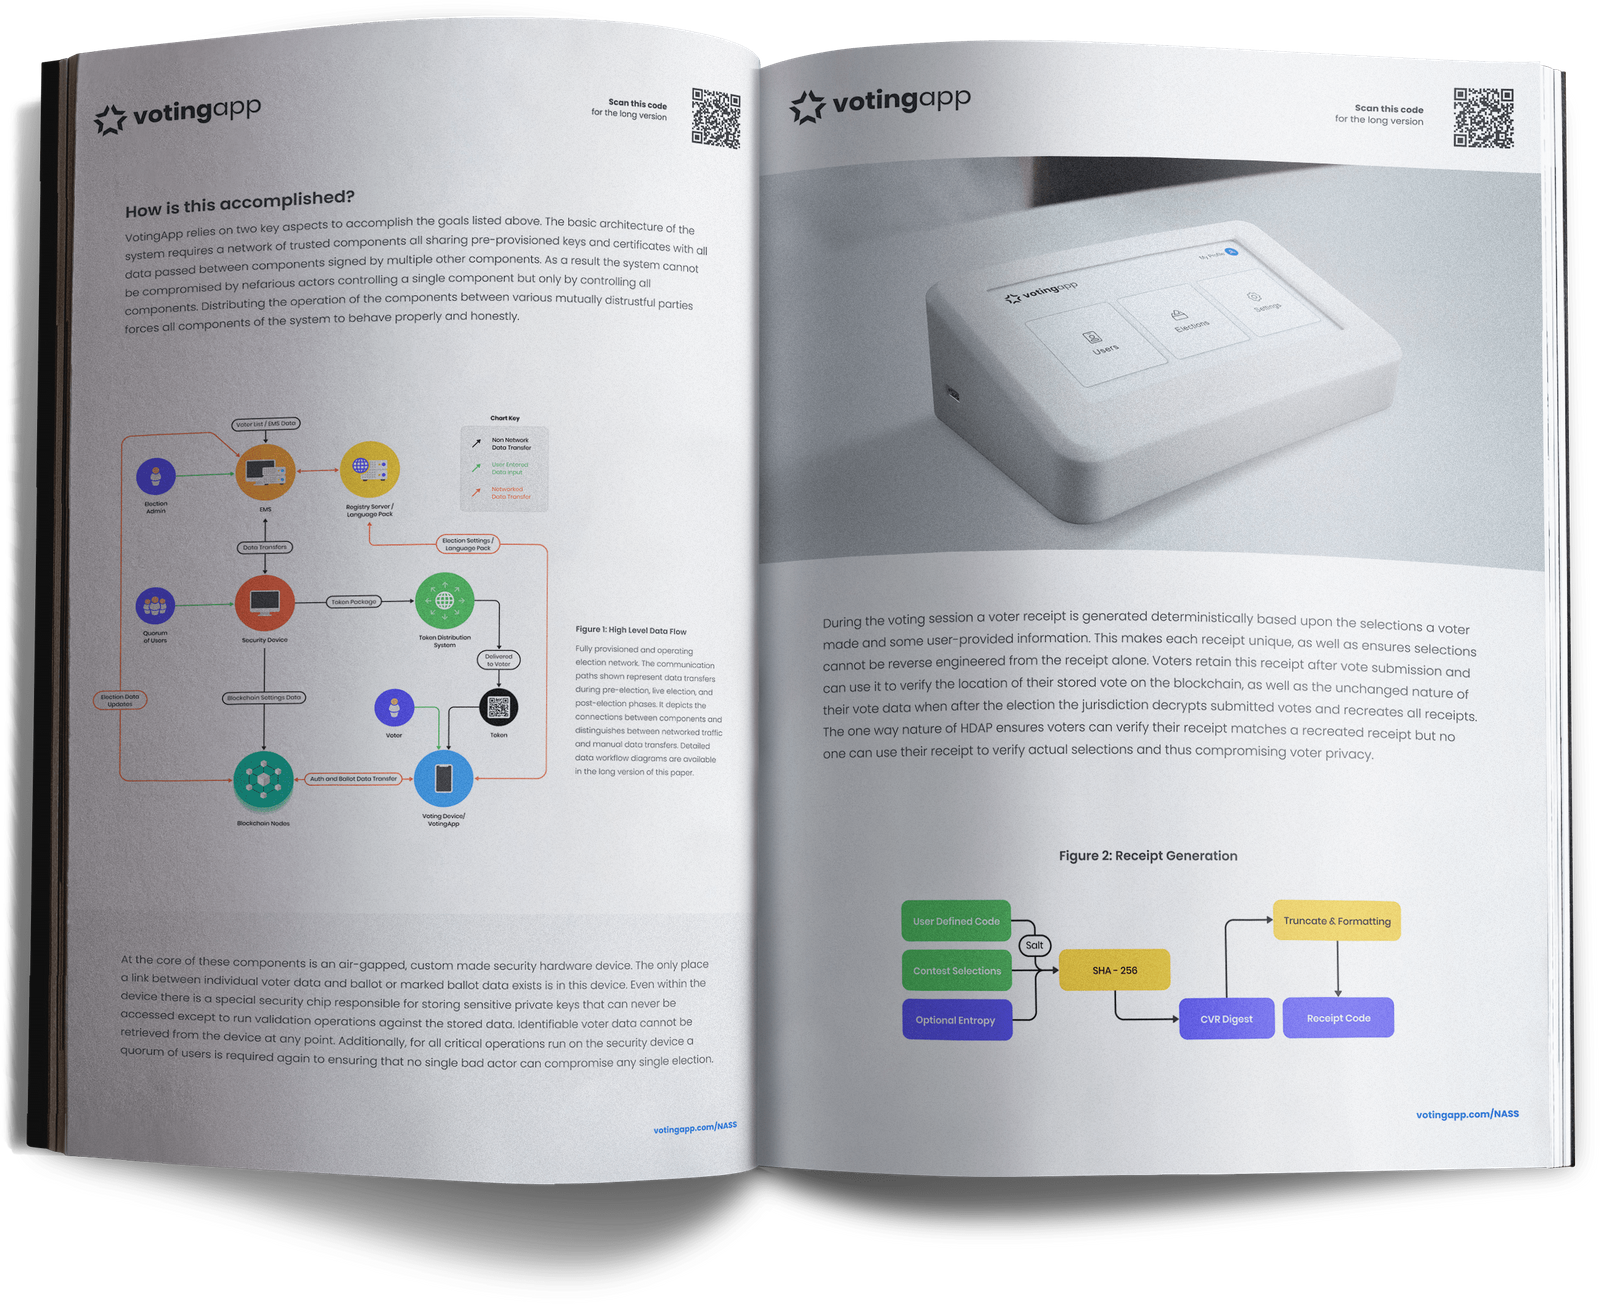 votingapp
Scan this code
for the long version
How is this accomplished?
VotingApp relies on two key aspects to accomplish the goals listed above. The basic architecture of the
system requires a network of trusted components all sharing pre-provisioned keys and certificates with all
data passed between components signed by multiple other components. As a result the system cannot
be compromised by nefarious actors controlling a single component but only by controlling all
components. Distributing the operation of the components between various mutually distrustful parties
forces all components of the system to behave properly and honestly.
Voter List / EMS Data
Election
Admin
EMS
Registry Server /
Language Pack
Chart Key
Non Network
Data Transfer
User Entered
Data Input
Networked
Data Transfer
Data Transfers
Election Settings /
Language Pack
Quorum
of Users
Security Device
Token Package
Token Distribution
System
Delivered
to Voter
Election Data
Updates
Blockchain Settings Data
Voter
Token
Blockchain Nodes
Auth and Ballot Data Transfer
Voting Device/
VotingApp
Figure 1: High Level Data Flow
Fully provisioned and operating
election network. The communication
paths shown represent data transfers
during pre-election, live election, and
post-election phases. It depicts the
connections between components and
distinguishes between networked traffic
and manual data transfers. Detailed
data workflow diagrams are available
in the long version of this paper.
At the core of these components is an air-gapped, custom made security hardware device. The only place
a link between individual voter data and ballot or marked ballot data exists is in this device. Even within the
device there is a special security chip responsible for storing sensitive private keys that can never be
accessed except to run validation operations against the stored data. Identifiable voter data cannot be
retrieved from the device at any point. Additionally, for all critical operations run on the security device a
quorum of users is required again to ensuring that no single bad actor can compromise any single election.
votingapp.com/NASS
votingapp
Scan this code
for the long version
votingapp
My Profile
Users
Elections
Settings
During the voting session a voter receipt is generated deterministically based upon the selections a voter
made and some user-provided information. This makes each receipt unique, as well as ensures selections
cannot be reverse engineered from the receipt alone. Voters retain this receipt after vote submission and
can use it to verify the location of their stored vote on the blockchain, as well as the unchanged nature of
their vote data when after the election the jurisdiction decrypts submitted votes and recreates all receipts.
The one way nature of HDAP ensures voters can verify their receipt matches a recreated receipt but no
one can use their receipt to verify actual selections and thus compromising voter privacy.
Figure 2: Receipt Generation
User Defined Code
Salt
Contest Selections
Optional Entropy
SHA - 256
CVR Digest
Truncate & Formatting
Receipt Code
votingapp.com/NASS